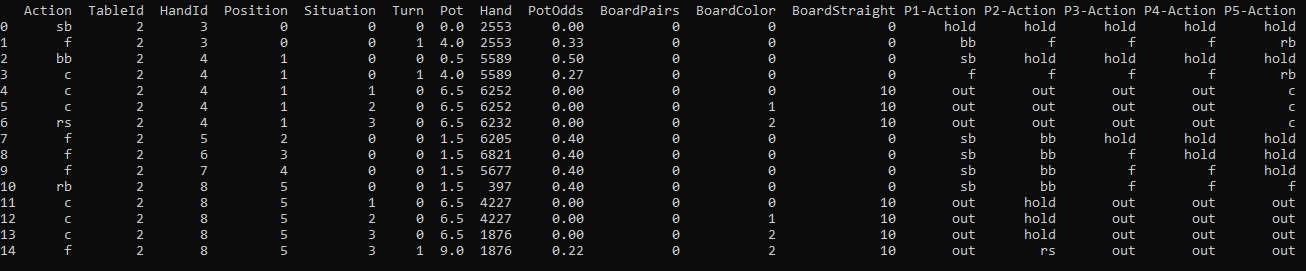 Action TableId HandId Position Situation Turn Pot Hand PotOdds BoardPairs BoardColor BoardStraight P1-Action P2-Action P3-Action P4-Action P5-Action
0 sb 2 3 0 0 0 0.0 2553 0.00 0 0 0 hold hold hold hold hold
1 f 2 3 0 0 1 4.0 2553 0.33 0 0 0 bb f f f rb
2 bb 2 4 1 0 0 0.5 5589 0.50 0 0 0 sb hold hold hold hold
3 c 2 4 1 0 1 4.0 5589 0.27 0 0 0 f f f f rb
4 c 2 4 1 1 0 6.5 6252 0.00 0 0 10 out out out out c
5 c 2 4 1 2 0 6.5 6252 0.00 0 1 10 out out out out c
6 rs 2 4 1 3 0 6.5 6232 0.00 0 2 10 out out out out c
7 f 2 5 2 0 0 1.5 6205 0.40 0 0 0 sb bb hold hold hold
8 f 2 6 3 0 0 1.5 6821 0.40 0 0 0 sb bb f hold hold
9 f 2 7 4 0 0 1.5 5677 0.40 0 0 0 sb bb f f hold
10 rb 2 8 5 0 0 1.5 397 0.40 0 0 0 sb bb f f f
11 c 2 8 5 1 0 6.5 4227 0.00 0 0 10 out hold out out out
12 c 2 8 5 2 0 6.5 4227 0.00 0 1 10 out hold out out out
13 c 2 8 5 3 0 6.5 1876 0.00 0 2 10 out hold out out out
14 f 2 8 5 3 1 9.0 1876 0.22 0 2 10 out rs out out out